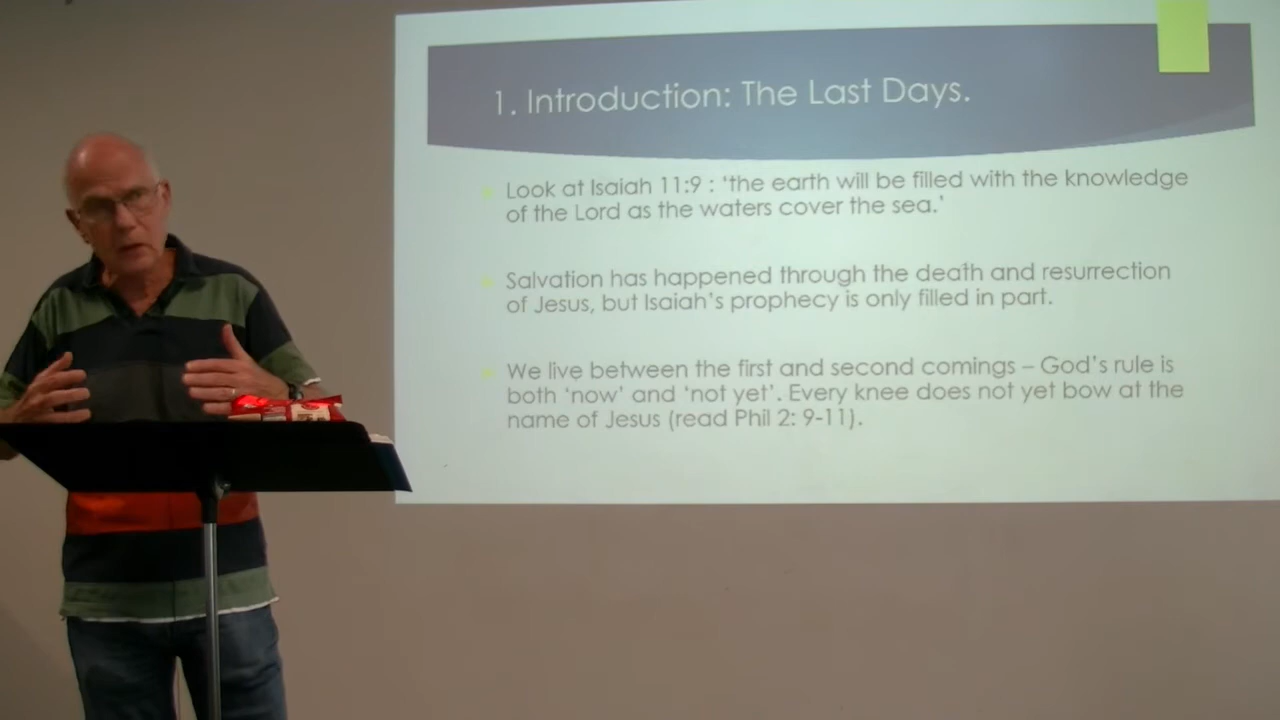 1. Introduction: The Last Days.
Look at Isaiah 11:9 : ‘the earth will be filled with the knowledge
of the Lord as the waters cover the sea.’
Salvation has happened through the death and resurrection
of Jesus, but Isaiah’s prophecy is only filled in part.
We live between the first and second comings – God’s rule is
both ‘now’ and ‘not yet’. Every knee does not yet bow at the
name of Jesus (read Phil 2: 9-11).